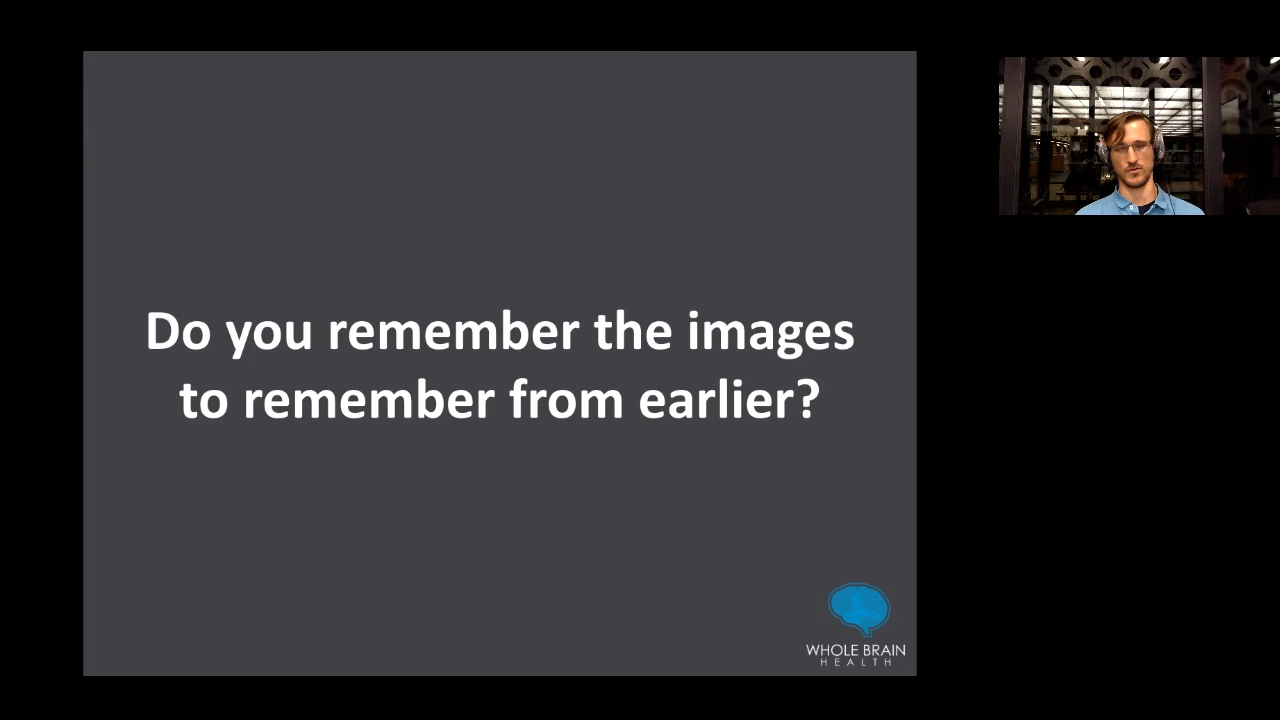 Do you remember the images
to remember from earlier?
WHOLE BRAIN
HEALTH